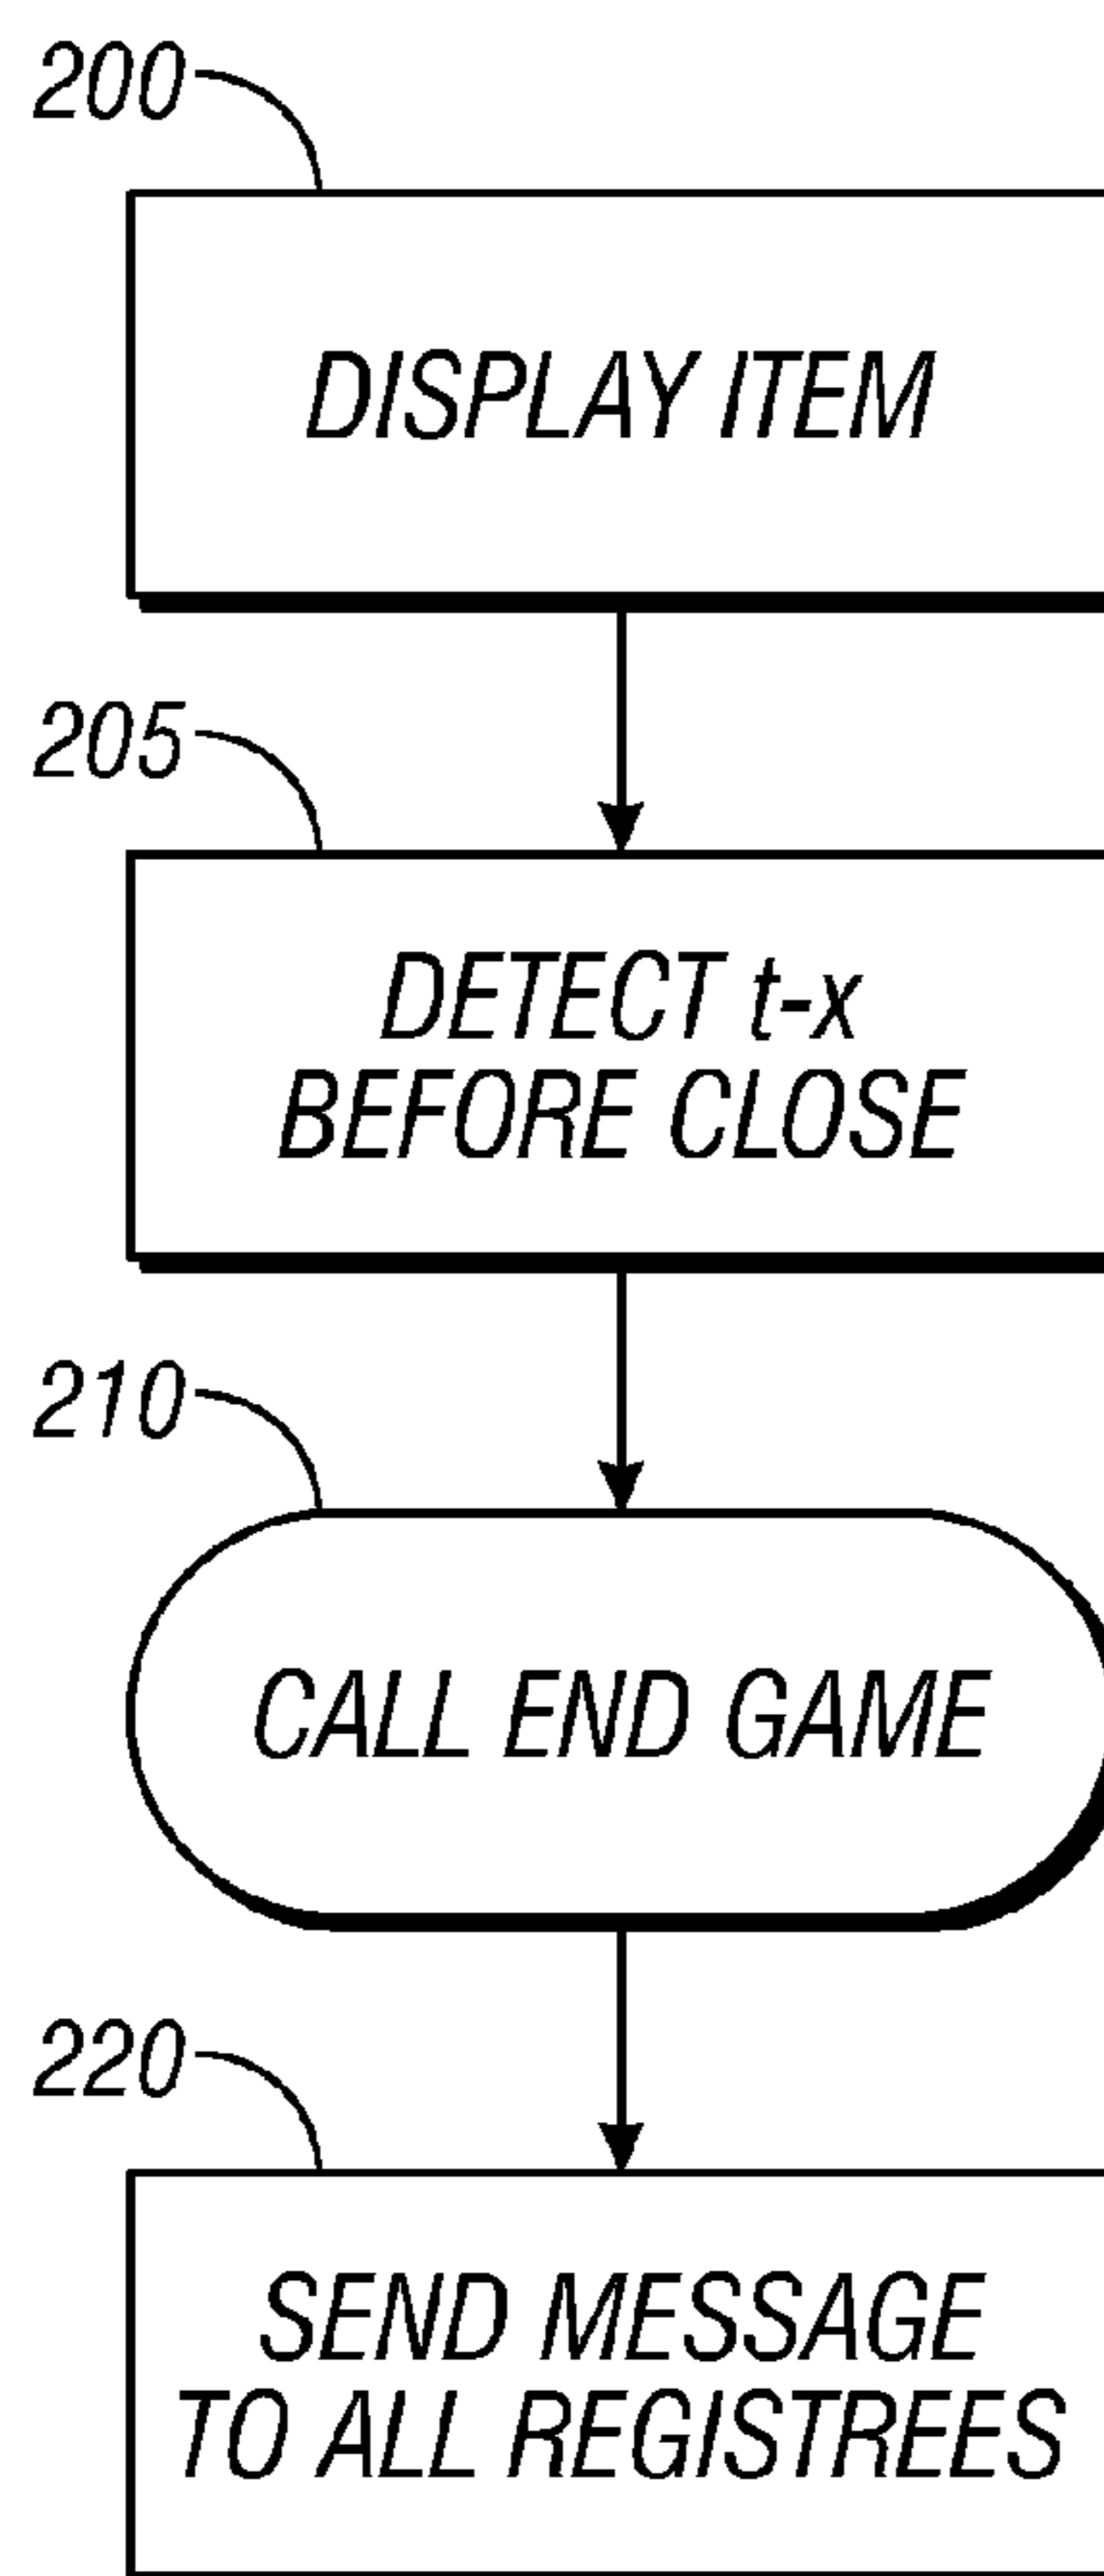 200
DISPLAY ITEM
205
DETECT t-x
BEFORE CLOSE
210
CALL END GAME
220
SEND MESSAGE
TO ALL REGISTREES